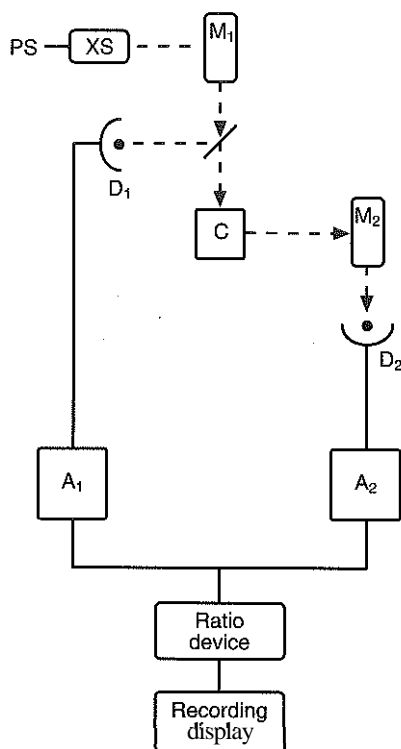 PS
XS
M₁
D₁
C
M₂
D₂
A₁
A₂
Ratio
device
Recording
display